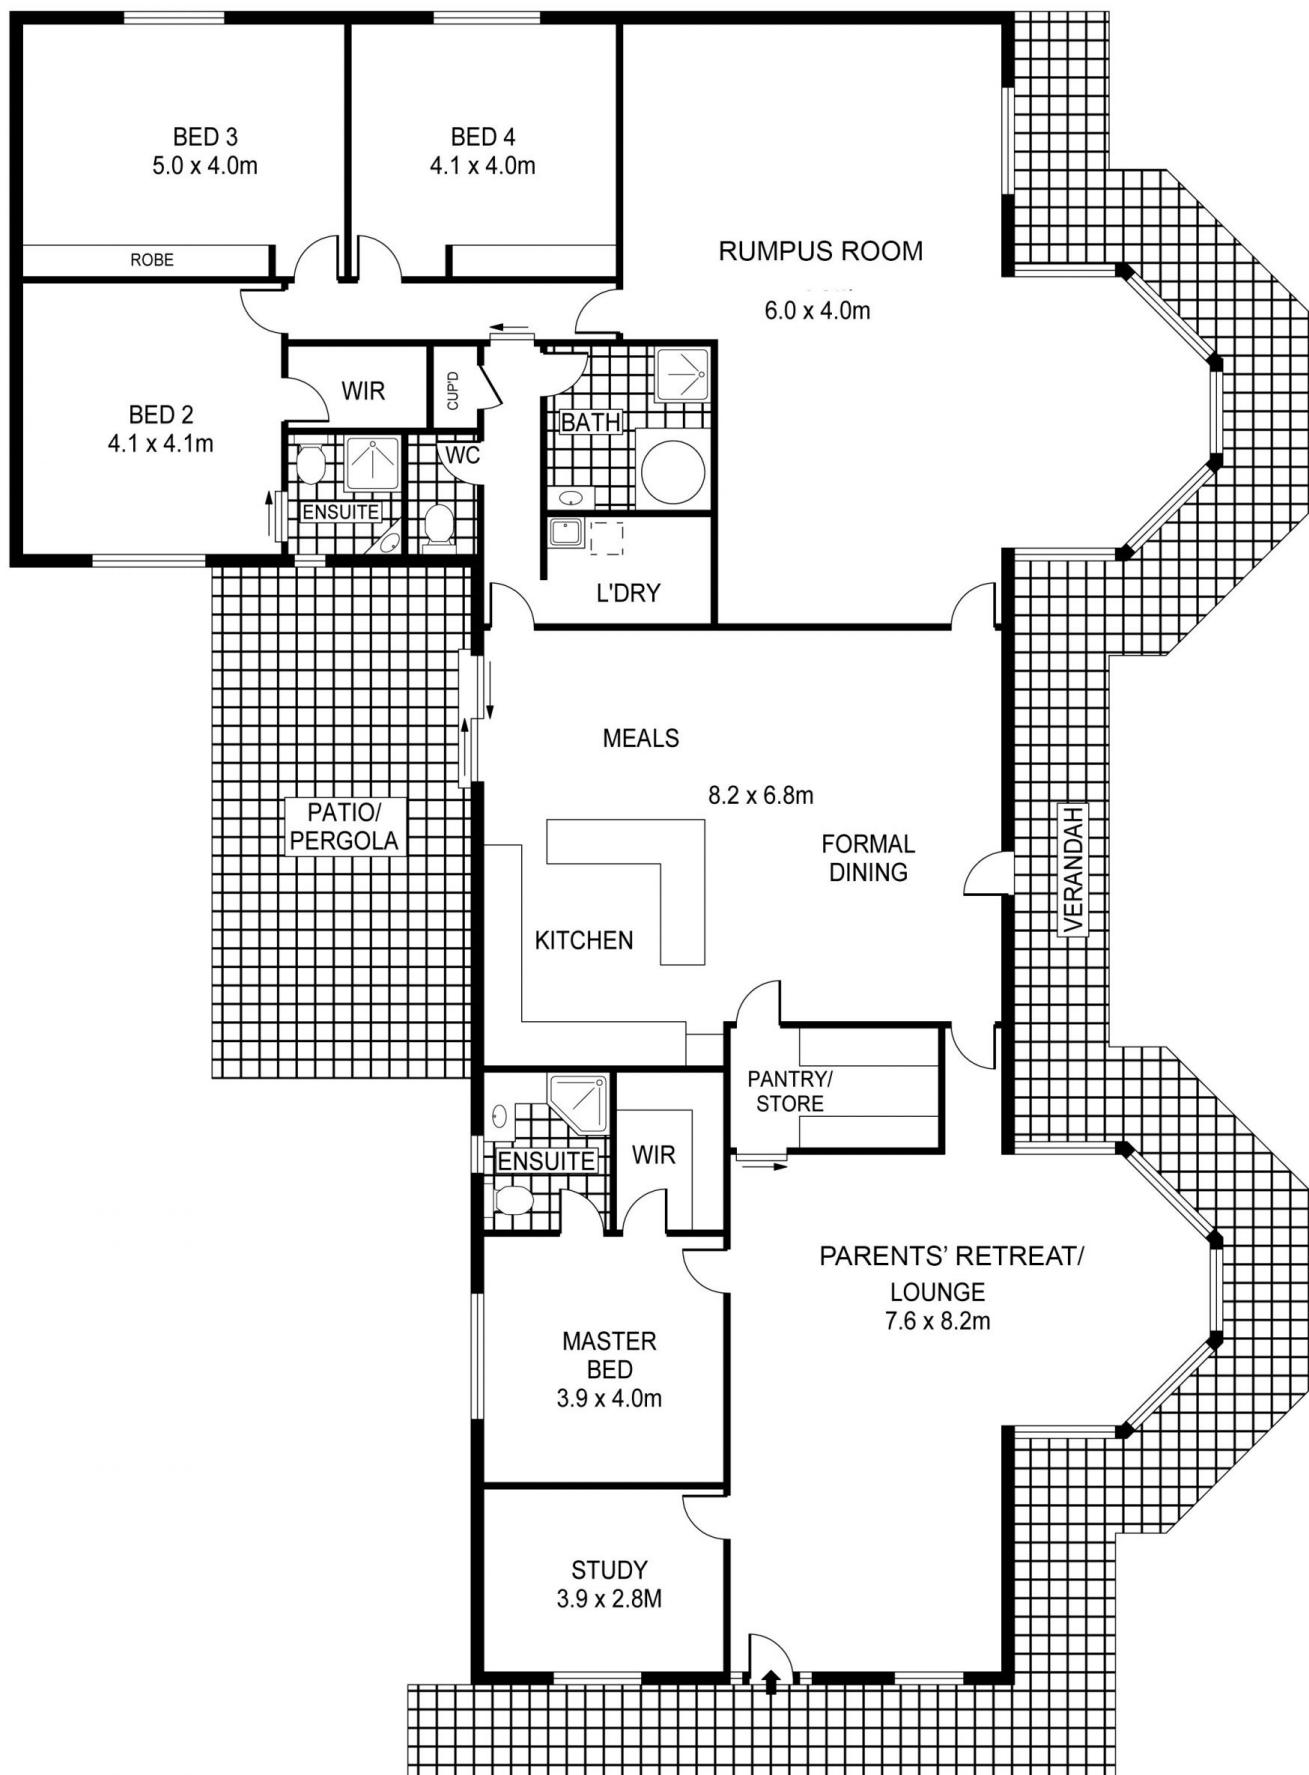 BED 3
5.0 x 4.0m
BED 4
4.1 x 4.0m
ROBE
RUMPUS ROOM
6.0 x 4.0m
BED 2
4.1 x 4.1m
WIR
CUP'D
BATH
WC
ENSUITE
L'DRY
MEALS
8.2 x 6.8m
PATIO/
PERGOLA
FORMAL
DINING
VERANDAH
KITCHEN
PANTRY/
STORE
ENSUITE
WIR
PARENTS' RETREAT/
LOUNGE
7.6 x 8.2m
MASTER
BED
3.9 x 4.0m
STUDY
3.9 x 2.8M